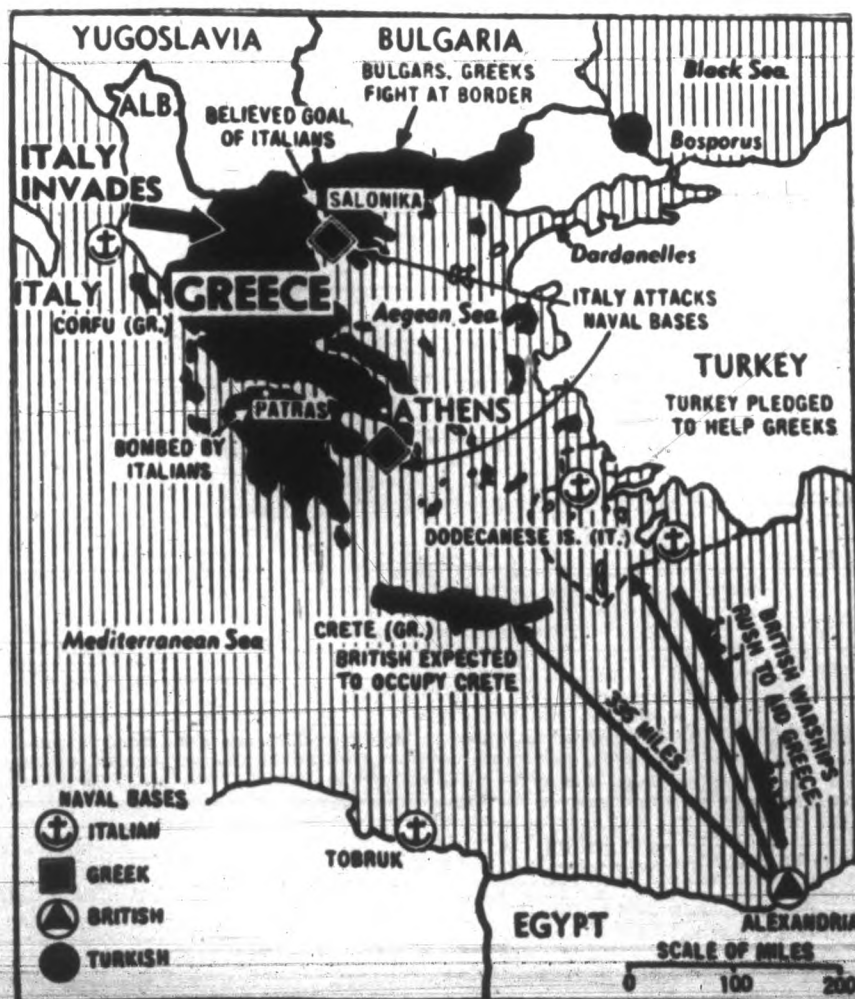 YUGOSLAVIA
BULGARIA
BULGARS, GREEKS
FIGHT AT BORDER
Black Sea
ALB.
BELIEVED GOAL
OF ITALIANS
Bosporus
ITALY
INVADES
SALONIKA
Dardanelles
ITALY
GREECE
ITALY ATTACKS
NAVAL BASES
CORFU (GR.)
Aegean Sea
TURKEY
TURKEY PLEDGED
TO HELP GREEKS
PATRAS
ATHENS
BOMBED BY
ITALIANS
DODECANESE IS. (IT.)
Mediterranean Sea
CRETE (GR.)
BRITISH EXPECTED
TO OCCUPY CRETE
335 MILES
BRITISH WARSHIPS
RUSH TO AID GREECE
NAVAL BASES
ITALIAN
GREEK
BRITISH
TURKISH
TOBRUK
EGYPT
ALEXANDRIA
SCALE OF MILES
0 100 200